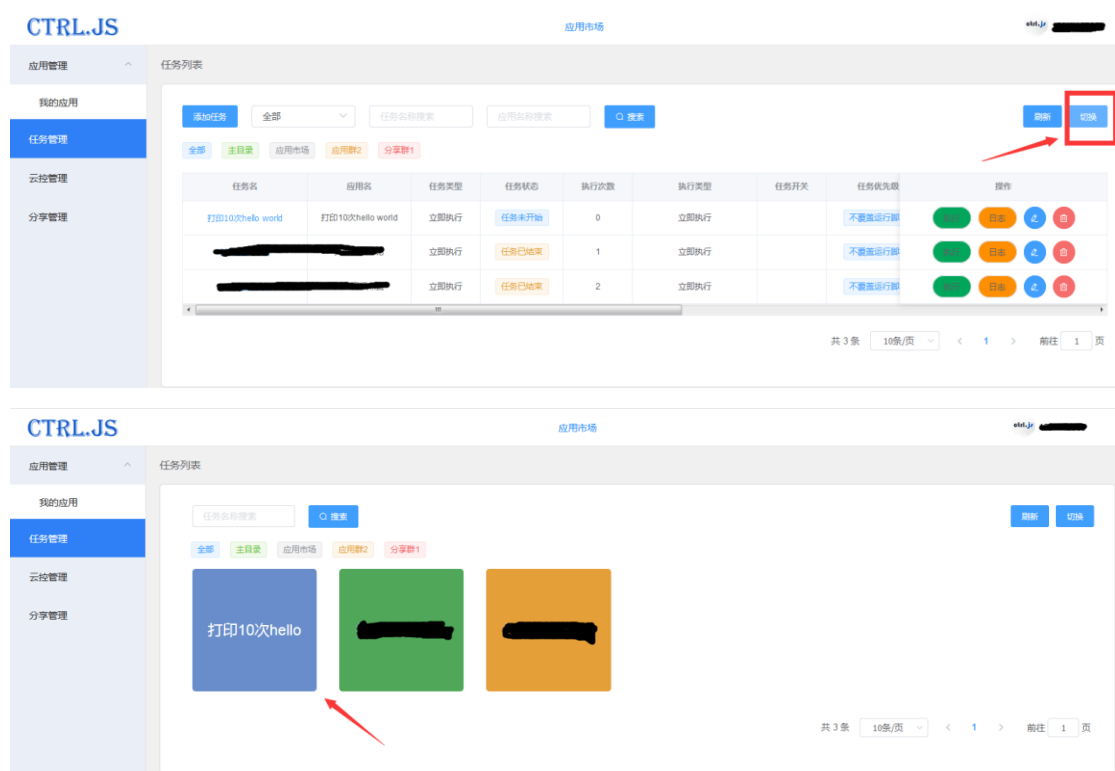 CTRL.JS
应用市场
ctrl.js
应用管理
任务列表
我的应用
添加任务
全部
任务名称搜索
应用名称搜索
搜索
刷新
切换
任务管理
全部
主目录
应用市场
应用群2
分享群1
云控管理
任务名
应用名
任务类型
任务状态
执行次数
执行类型
任务开关
任务优先级
操作
分享管理
打印10次hello world
打印10次hello world
立即执行
任务未开始
0
立即执行
不覆盖运行脚
日志
立即执行
任务已结束
1
立即执行
不覆盖运行脚
日志
立即执行
任务已结束
2
立即执行
不覆盖运行脚
日志
共 3 条
10条/页
1
前往
1
页
CTRL.JS
应用市场
ctrl.js
应用管理
任务列表
我的应用
任务名称搜索
搜索
刷新
切换
任务管理
全部
主目录
应用市场
应用群2
分享群1
云控管理
分享管理
打印10次hello
共 3 条
10条/页
1
前往
1
页